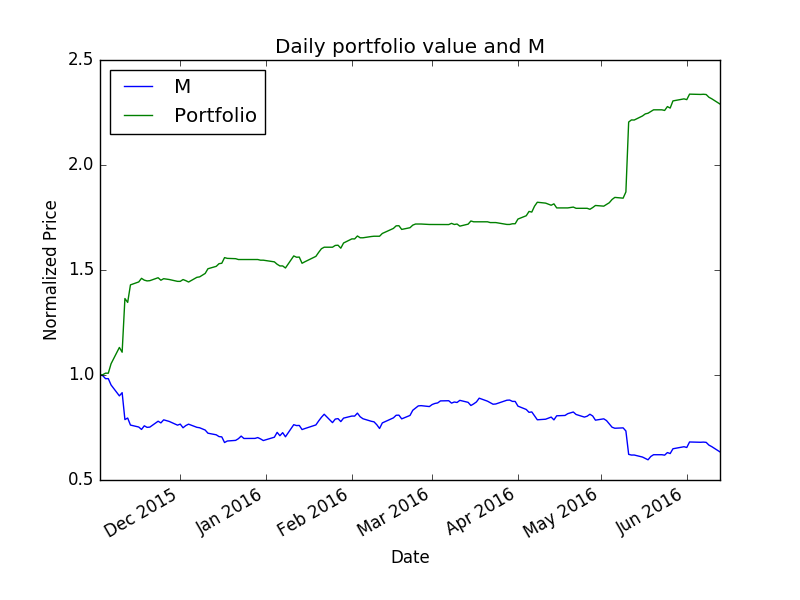 Daily portfolio value and M
M
Portfolio
2.5
2.0
1.5
1.0
0.5
Normalized Price
Dec 2015
Jan 2016
Feb 2016
Mar 2016
Apr 2016
May 2016
Jun 2016
Date